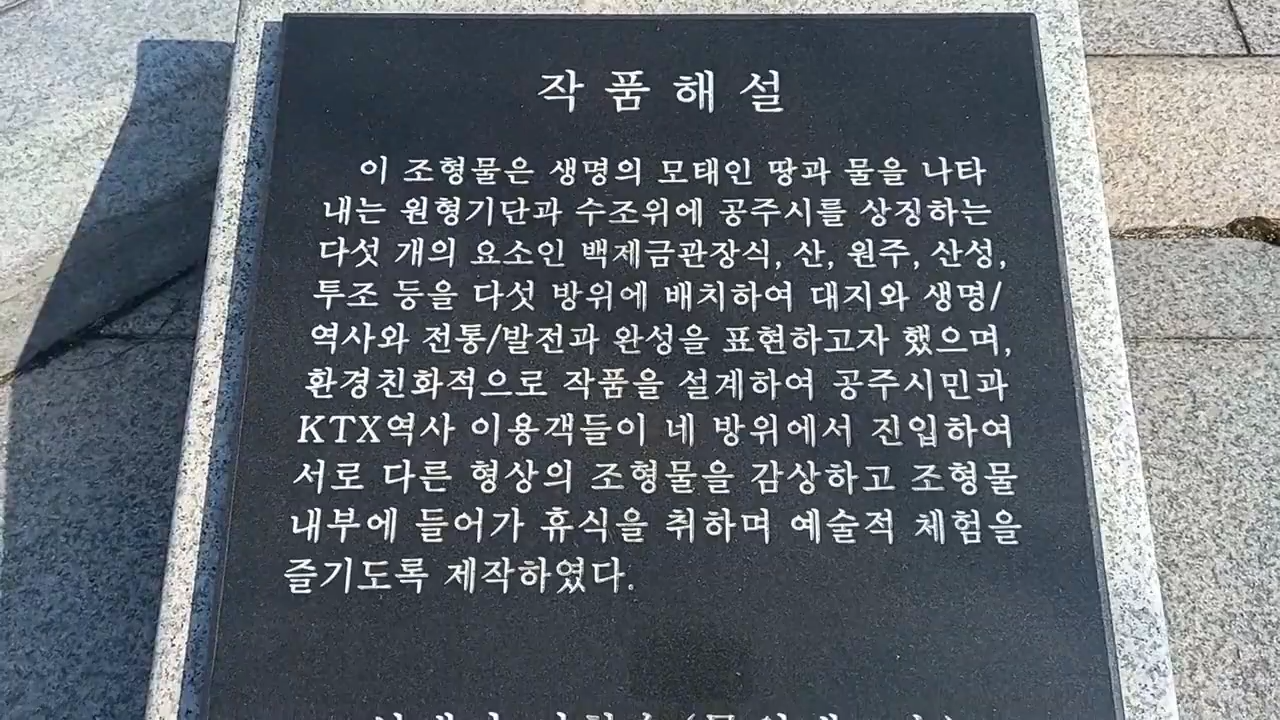 작품해설
이 조형물은 생명의 모태인 땅과 물을 나타
내는 원형기단과 수조위에 공주시를 상징하는
다섯 개의 요소인 백제금관장식, 산, 원주, 산성,
투조 등을 다섯 방위에 배치하여 대지와 생명/
역사와 전통/발전과 완성을 표현하고자 했으며,
환경친화적으로 작품을 설계하여 공주시민과
KTX역사 이용객들이 네 방위에서 진입하여
서로 다른 형상의 조형물을 감상하고 조형물
내부에 들어가 휴식을 취하며 예술적 체험을
즐기도록 제작하였다.